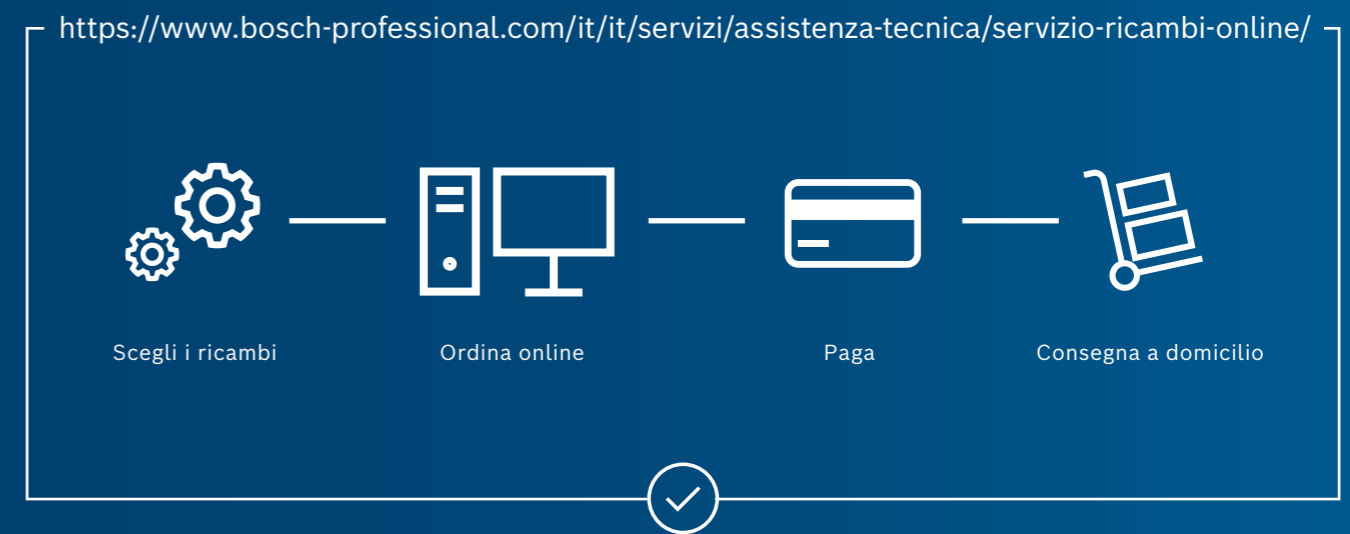 https://www.bosch-professional.com/it/it/servizi/assistenza-tecnica/servizio-ricambi-online/
Scegli i ricambi
Ordina online
Paga
Consegna a domicilio